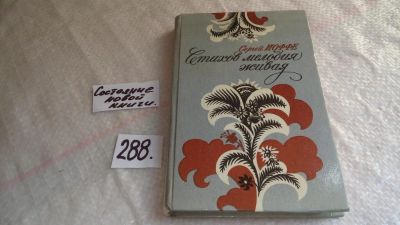 Сергей ИОФФЕ
Стихов мелодия
живая
Состояние
новой
книги.
288.